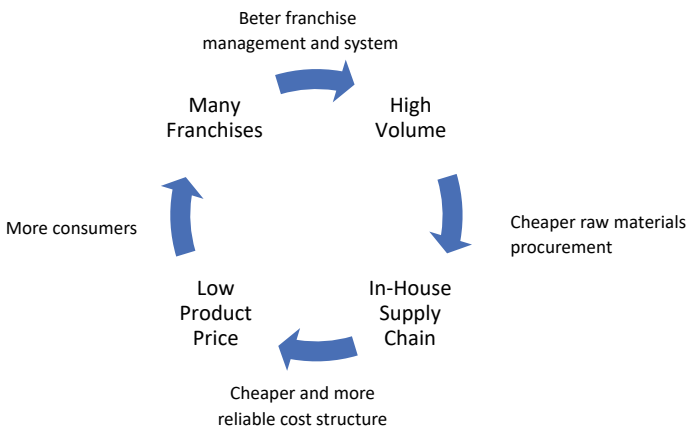 Beter franchise
management and system
Many
Franchises
High
Volume
More consumers
Cheaper raw materials
procurement
Low
Product
Price
In-House
Supply
Chain
Cheaper and more
reliable cost structure